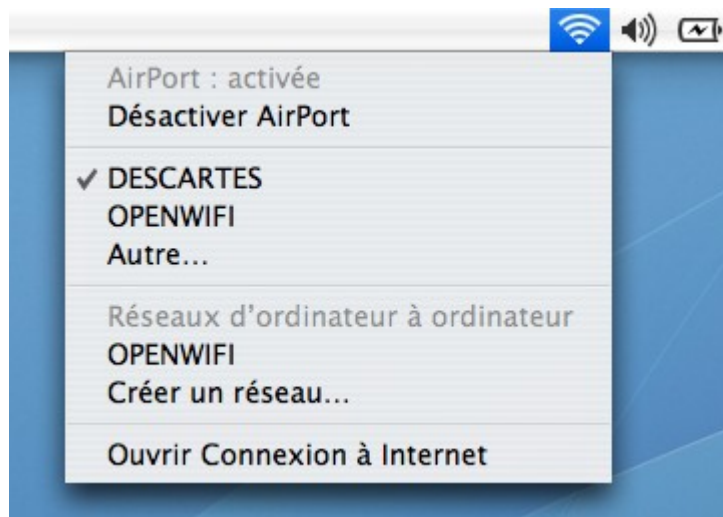 AirPort : activée
Désactiver AirPort
DESCARTES
OPENWIFI
Autre...
Réseaux d’ordinateur à ordinateur
OPENWIFI
Créer un réseau...
Ouvrir Connexion à Internet